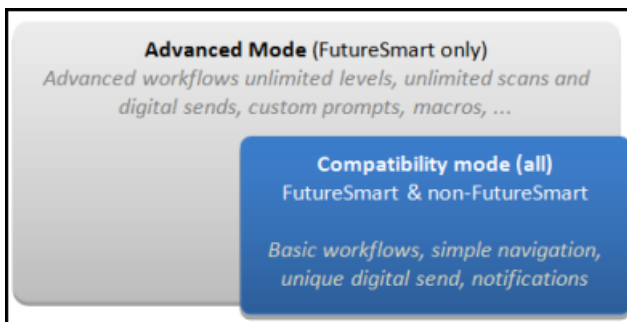 Advanced Mode (FutureSmart only)
Advanced workflows unlimited levels, unlimited scans and
digital sends, custom prompts, macros, ...
Compatibility mode (all)
FutureSmart & non-FutureSmart
Basic workflows, simple navigation,
unique digital send, notifications